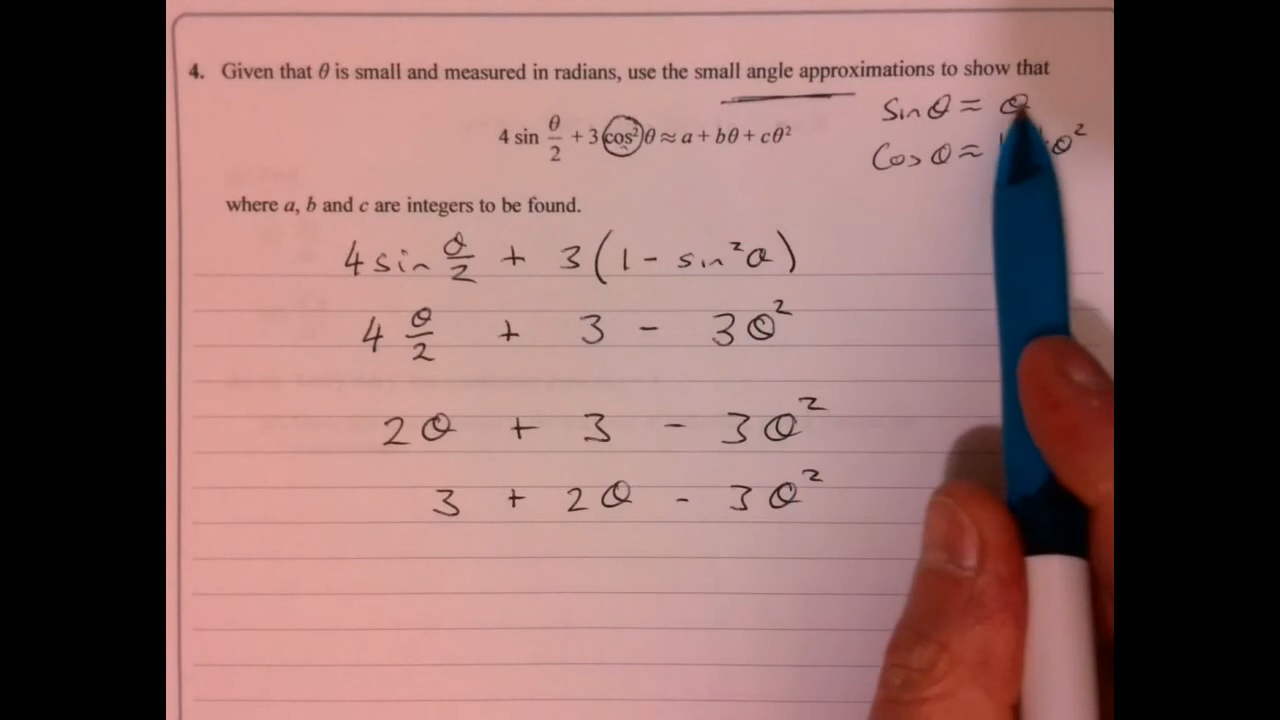 4. Given that θ is small and measured in radians, use the small angle approximations to show that
sin θ ≈ θ
4 sin θ/2 + 3 cos² θ ≈ a + bθ + cθ²
cos θ ≈ θ²
where a, b and c are integers to be found.
4 sin θ/2 + 3(1 - sin²θ)
4 θ/2 + 3 - 3θ²
2θ + 3 - 3θ²
3 + 2θ - 3θ²